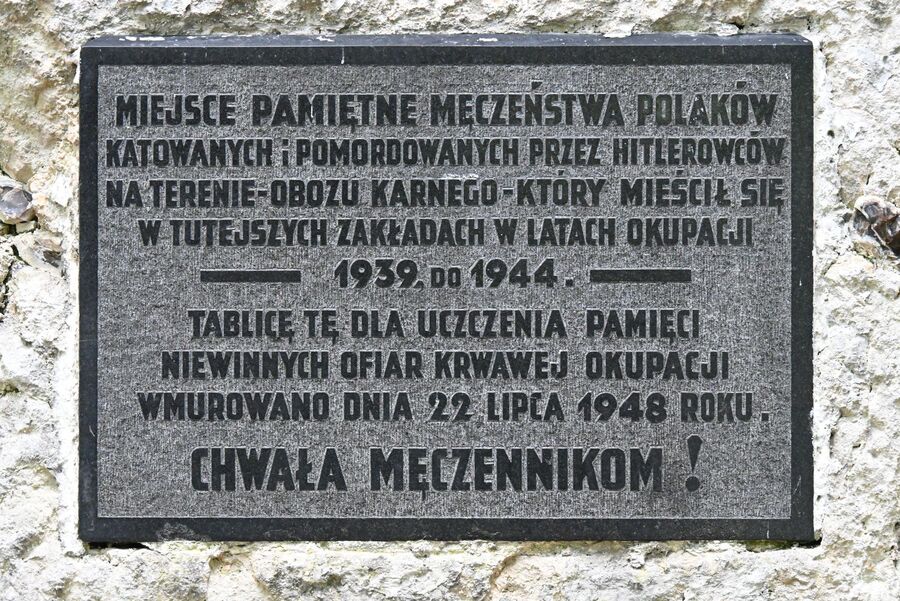 MIEJSCE PAMIĘTNE MĘCZEŃSTWA POLAKÓW
KATOWANYCH i POMORDOWANYCH PRZEZ HITLEROWCÓW
NA TERENIE-OBOZU KARNEGO-KTÓRY MIEŚCIŁ SIĘ
W TUTEJSZYCH ZAKŁADACH W LATACH OKUPACJI
1939. DO 1944.
TABLICĘ TĘ DLA UCZCZENIA PAMIĘCI
NIEWINNYCH OFIAR KRWAWEJ OKUPACJI
WMUROWANO DNIA 22 LIPCA 1948 ROKU.
CHWAŁA MĘCZENNIKOM!